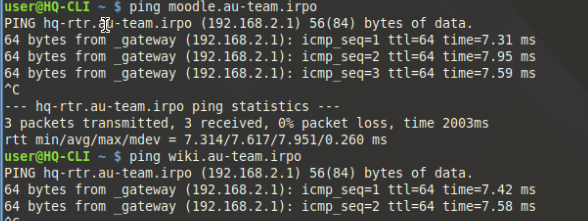 user@HQ-CLI ~ $ ping moodle.au-team.irpo
PING hq-rtr.au-team.irpo (192.168.2.1) 56(84) bytes of data.
64 bytes from _gateway (192.168.2.1): icmp_seq=1 ttl=64 time=7.31 ms
64 bytes from _gateway (192.168.2.1): icmp_seq=2 ttl=64 time=7.95 ms
64 bytes from _gateway (192.168.2.1): icmp_seq=3 ttl=64 time=7.59 ms
^C
--- hq-rtr.au-team.irpo ping statistics ---
3 packets transmitted, 3 received, 0% packet loss, time 2003ms
rtt min/avg/max/mdev = 7.314/7.617/7.951/0.260 ms
user@HQ-CLI ~ $ ping wiki.au-team.irpo
PING hq-rtr.au-team.irpo (192.168.2.1) 56(84) bytes of data.
64 bytes from _gateway (192.168.2.1): icmp_seq=1 ttl=64 time=7.42 ms
64 bytes from _gateway (192.168.2.1): icmp_seq=2 ttl=64 time=7.58 ms
^C